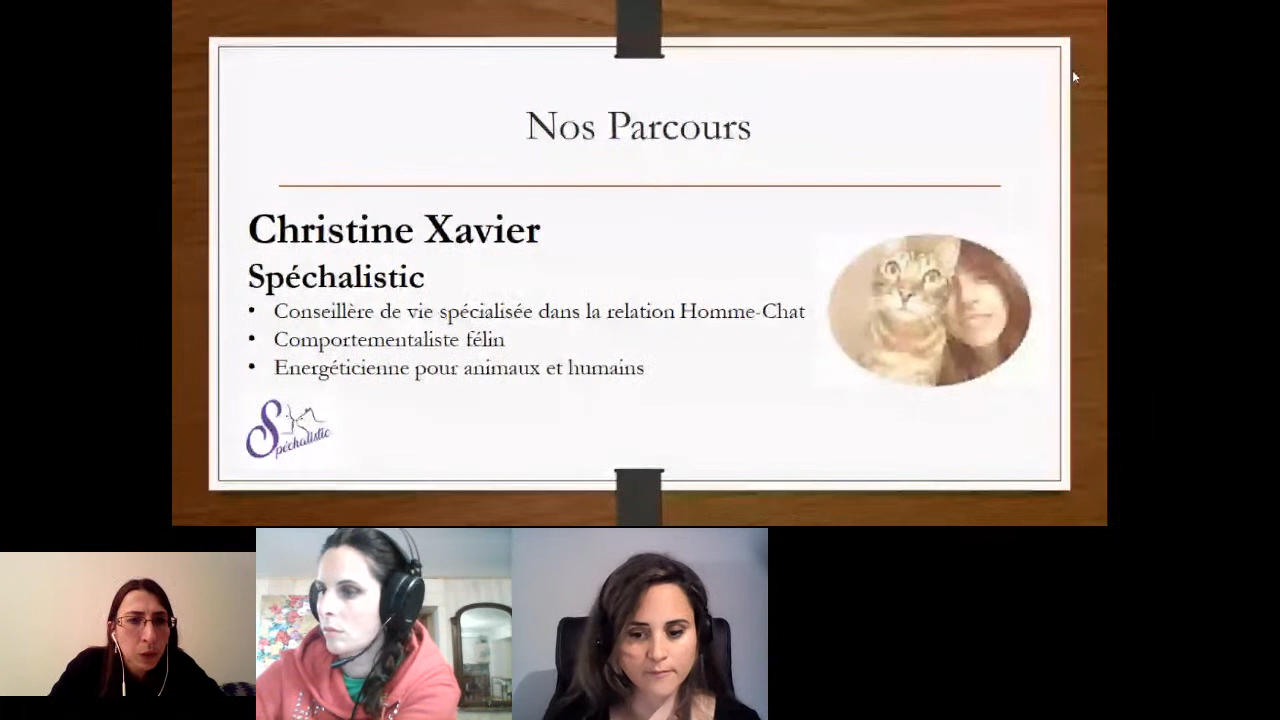 Nos Parcours
Christine Xavier
Spéchalistic
• Conseillère de vie spécialisée dans la relation Homme-Chat
• Comportementaliste félin
• Energéticienne pour animaux et humains
Spéchalistic